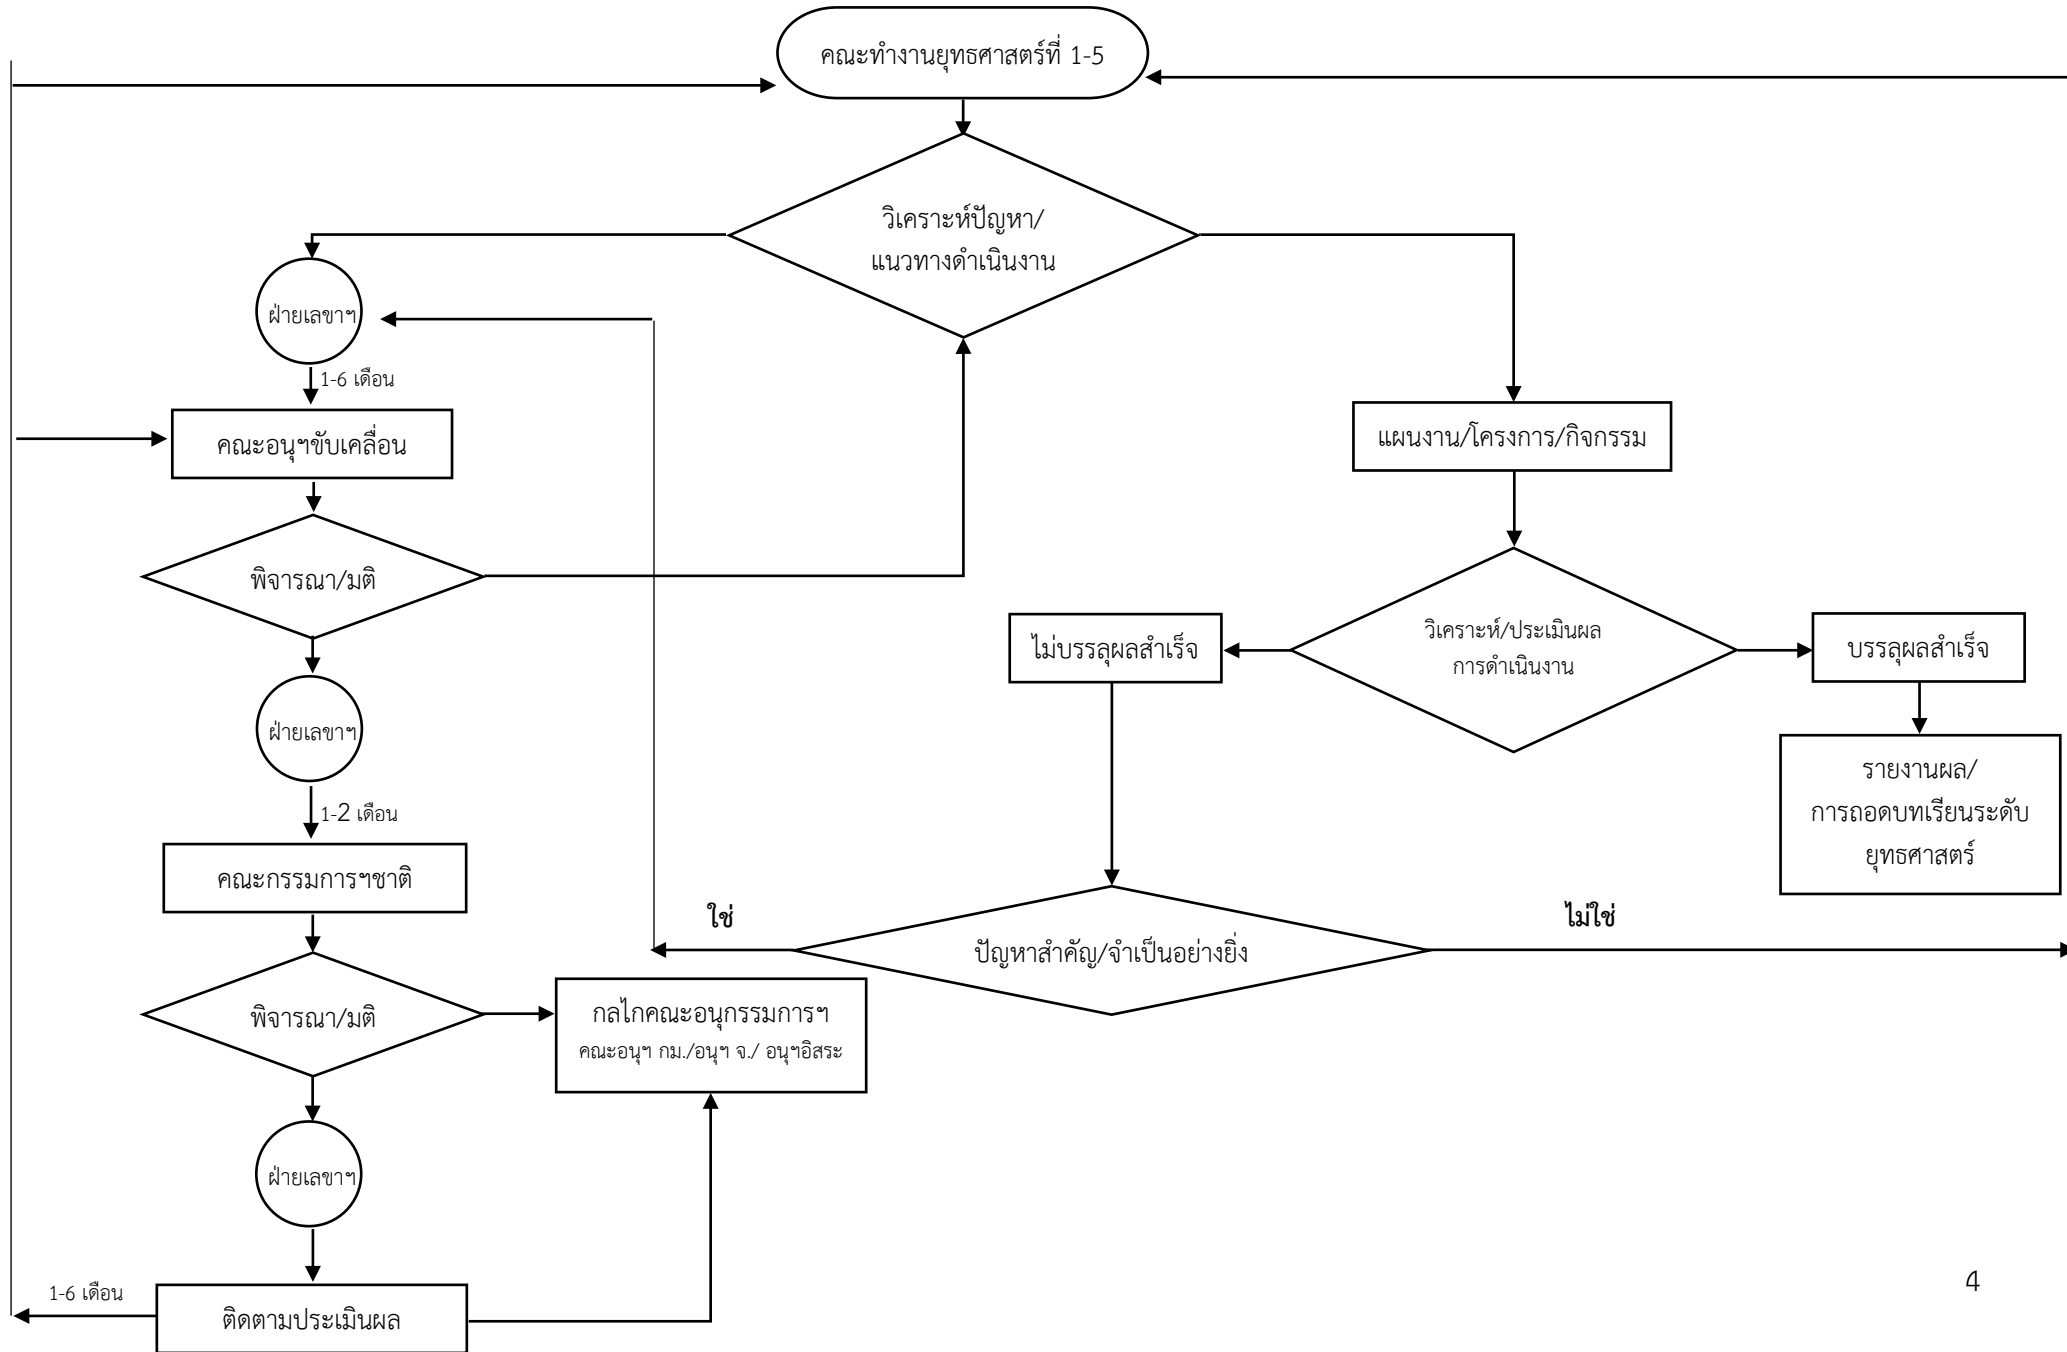 คณะทำงานยุทธศาสตร์ที่ 1-5
วิเคราะห์ปัญหา/
แนวทางดำเนินงาน
ฝ่ายเลขาฯ
1-6 เดือน
คณะอนุฯขับเคลื่อน
แผนงาน/โครงการ/กิจกรรม
พิจารณา/มติ
ไม่บรรลุผลสำเร็จ
วิเคราะห์/ประเมินผล
การดำเนินงาน
บรรลุผลสำเร็จ
ฝ่ายเลขาฯ
รายงานผล/
การถอดบทเรียนระดับ
ยุทธศาสตร์
1-2 เดือน
คณะกรรมการฯชาติ
ใช่
ไม่ใช่
ปัญหาสำคัญ/จำเป็นอย่างยิ่ง
พิจารณา/มติ
กลไกคณะอนุกรรมการฯ
คณะอนุฯ กม./อนุฯ จ./ อนุฯอิสระ
ฝ่ายเลขาฯ
1-6 เดือน
ติดตามประเมินผล
4